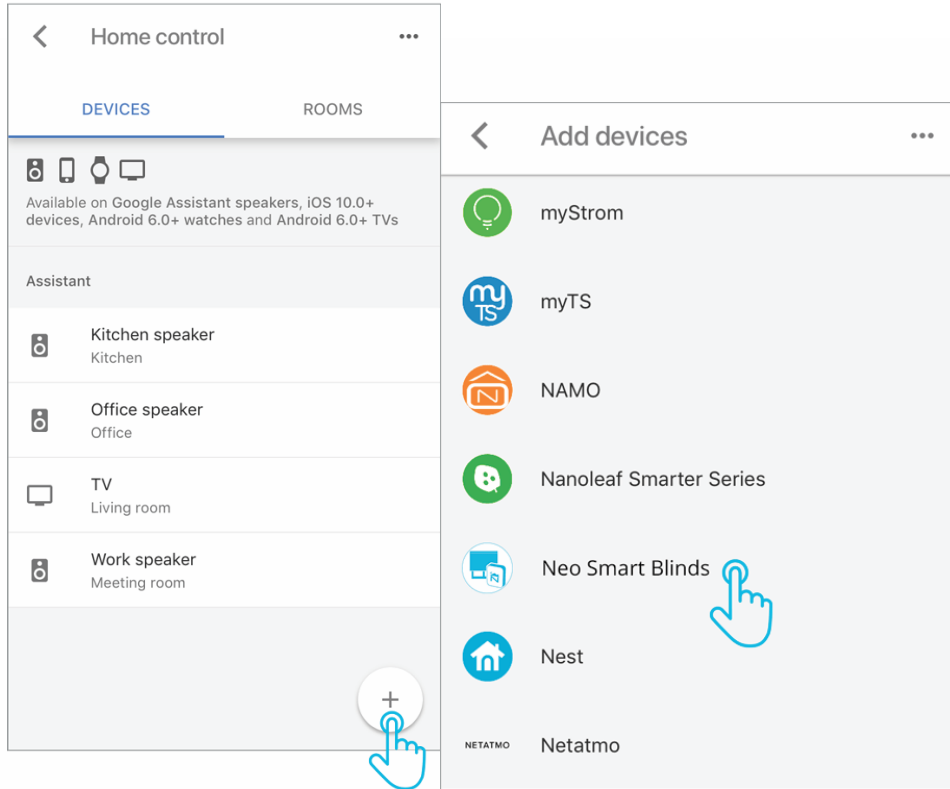 Home control
DEVICES
ROOMS
Available on Google Assistant speakers, iOS 10.0+
devices, Android 6.0+ watches and Android 6.0+ TVs
Assistant
Kitchen speaker
Kitchen
Office speaker
Office
TV
Living room
Work speaker
Meeting room
Add devices
myStrom
my
TS
myTS
N
NAMO
Nanoleaf Smarter Series
N
Neo Smart Blinds
Nest
NETATMO
Netatmo